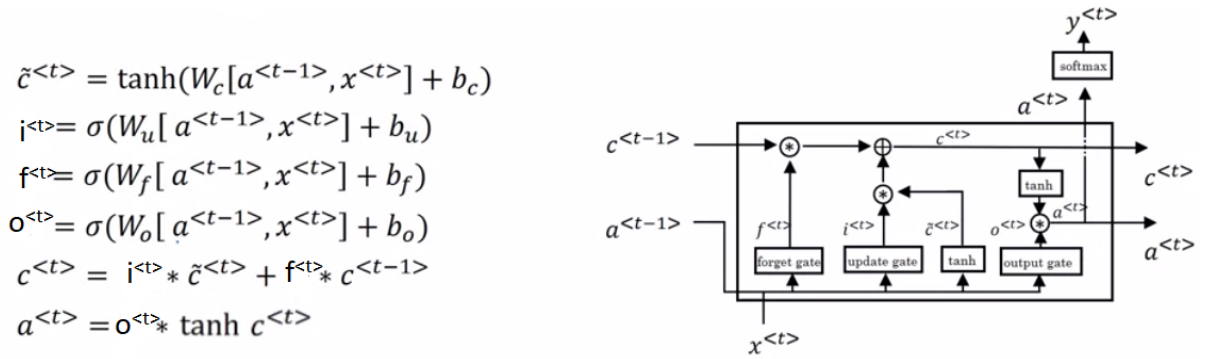 c̃<t> = tanh(W_c[a<t−1>, x<t>] + b_c)
i<t>= σ(W_u[ a<t−1>, x<t>] + b_u)
f<t>= σ(W_f[ a<t−1>, x<t>] + b_f)
o<t>= σ(W_o[ a<t−1>, x<t>] + b_o)
c<t> = i<t>* c̃<t> + f<t>* c<t−1>
a<t> =o<t>* tanh c<t>
y<t>
softmax
a<t>
c<t−1>
c<t>
tanh
c<t>
a<t−1>
f<t>
i<t>
c̃<t>
o<t>
a<t>
a<t>
forget gate
update gate
tanh
output gate
x<t>